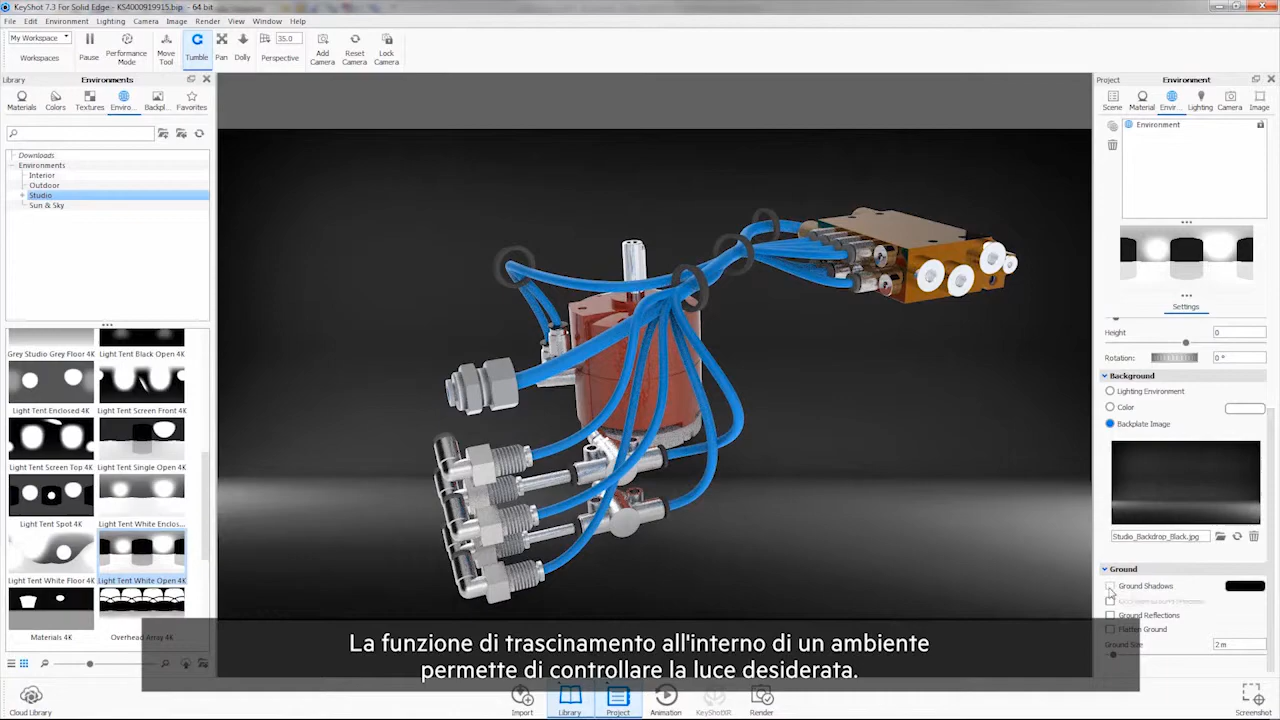 KeyShot 7.3 For Solid Edge - KS4000919915.bip - 64 bit
File Edit Environment Lighting Camera Image Render View Window Help
My Workspace
35.0
Workspaces Pause Performance Mode Move Tool Tumble Pan Dolly Perspective Add Camera Reset Camera Lock Camera
Library Environments
Materials Colors Textures Enviro... Backpl... Favorites
Downloads
Environments
Interior
Outdoor
Studio
Sun & Sky
Grey Studio Grey Floor 4K Light Tent Black Open 4K
Light Tent Enclosed 4K Light Tent Screen Front 4K
Light Tent Screen Top 4K Light Tent Single Open 4K
Light Tent Spot 4K Light Tent White Enclos...
Light Tent White Floor 4K Light Tent White Open 4K
Materials 4K Overhead Array 4K
Project Environment
Scene Material Envir... Lighting Camera Image
Environment
Settings
Height 0
Rotation: 0 °
Background
Lighting Environment
Color
Backplate Image
Studio_Backdrop_Black.jpg
Ground
Ground Shadows
Ground Reflections
Flatten Ground
Ground Size 2 m
La funzione di trascinamento all'interno di un ambiente
permette di controllare la luce desiderata.
Cloud Library Import Library Project Animation KeyShotXR Render Screenshot